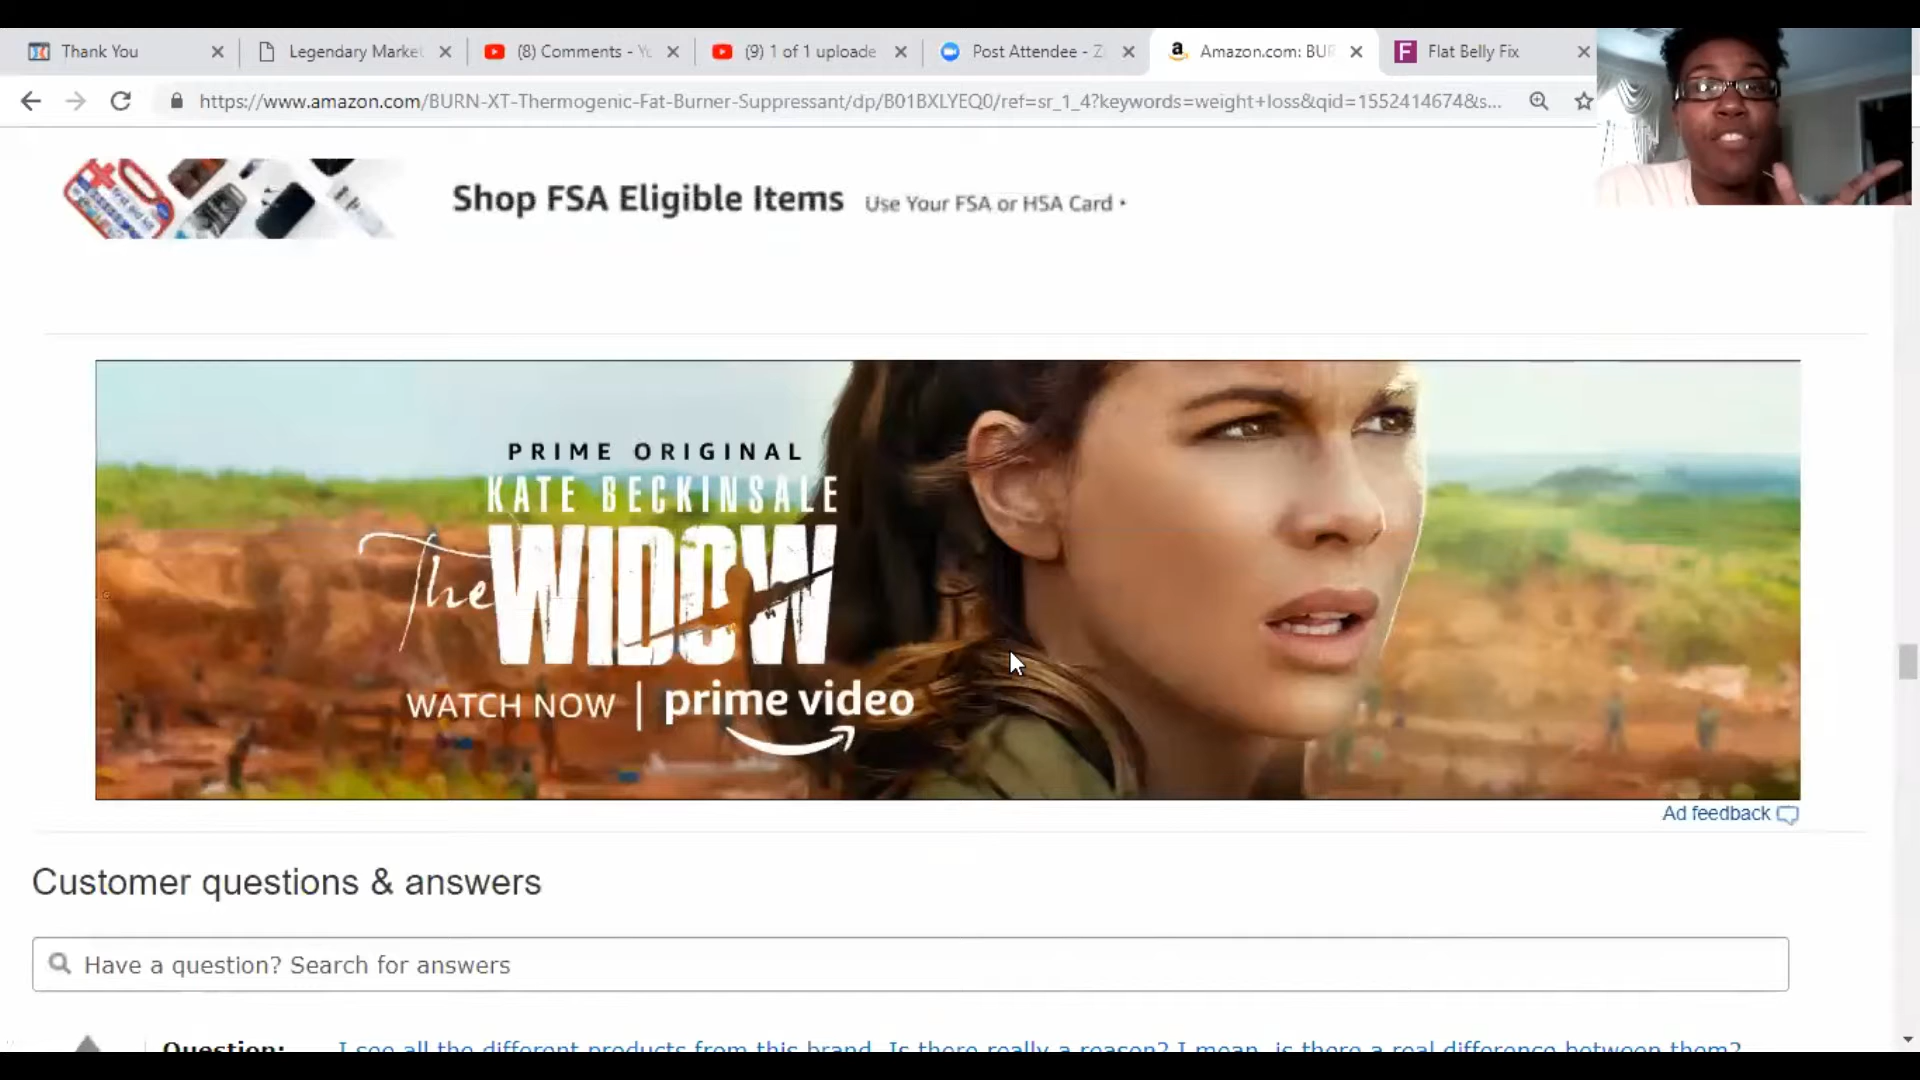 Thank You
Legendary Market
(8) Comments - Yo
(9) 1 of 1 uploade
Post Attendee - Z
Amazon.com: BUR
Flat Belly Fix
https://www.amazon.com/BURN-XT-Thermogenic-Fat-Burner-Suppressant/dp/B01BXLYEQ0/ref=sr_1_4?keywords=weight+loss&qid=1552414674&s...
Shop FSA Eligible Items Use Your FSA or HSA Card
PRIME ORIGINAL
KATE BECKINSALE
The WIDOW
WATCH NOW | prime video
Ad feedback
Customer questions & answers
Have a question? Search for answers
Question: I see all the different products from this brand. Is there really a reason? I mean, is there a real difference between them?